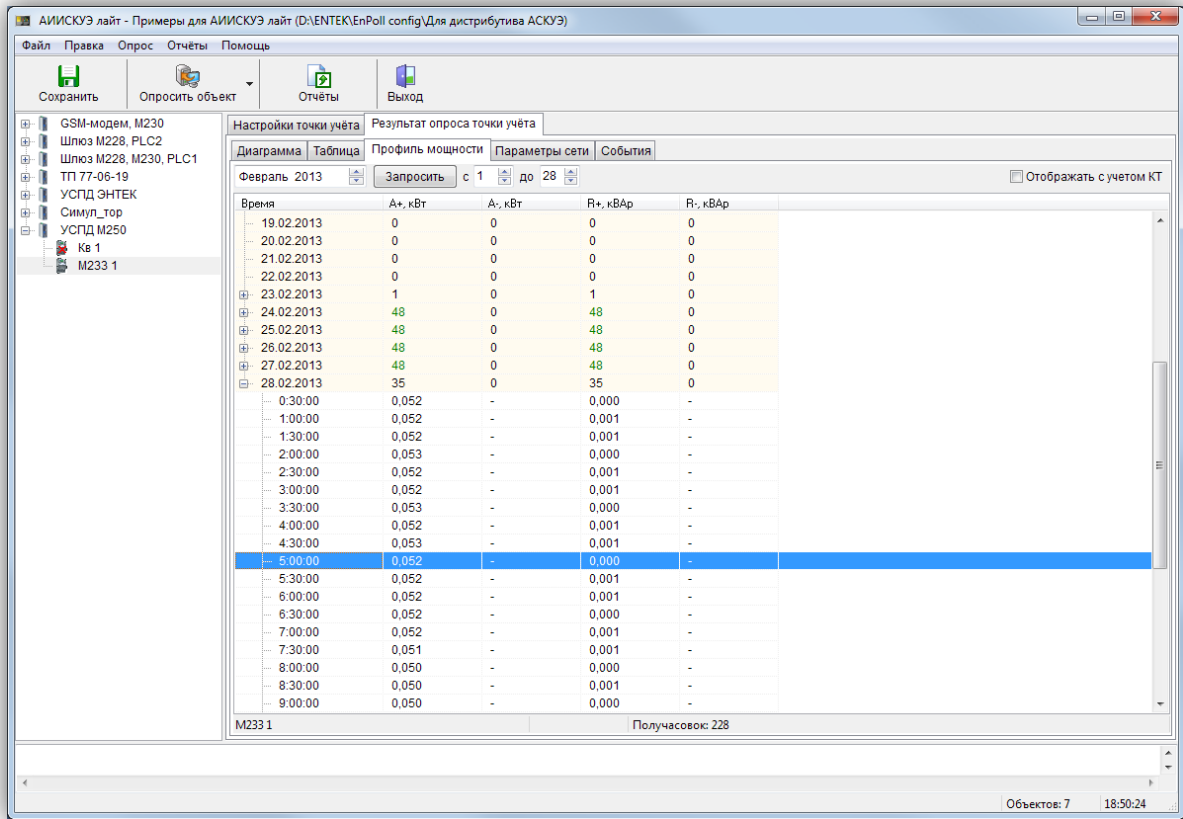 АИИСКУЭ лайт - Примеры для АИИСКУЭ лайт (D:\ENTEK\EnPoll config\Для дистрибутива АСКУЭ)
Файл Правка Опрос Отчёты Помощь
Сохранить Опросить объект Отчёты Выход
GSM-модем, М230
Шлюз М228, PLC2
Шлюз М228, М230, PLC1
ТП 77-06-19
УСПД ЭНТЕК
Симул_тор
УСПД М250
Кв 1
М233 1
Настройки точки учёта Результат опроса точки учёта
Диаграмма Таблица Профиль мощности Параметры сети События
Февраль 2013 Запросить с 1 до 28 Отображать с учетом КТ
Время A+, кВт A-, кВт R+, кВАр R-, кВАр
19.02.2013 0 0 0 0
20.02.2013 0 0 0 0
21.02.2013 0 0 0 0
22.02.2013 0 0 0 0
23.02.2013 1 0 1 0
24.02.2013 48 0 48 0
25.02.2013 48 0 48 0
26.02.2013 48 0 48 0
27.02.2013 48 0 48 0
28.02.2013 35 0 35 0
0:30:00 0,052 - 0,000 -
1:00:00 0,052 - 0,001 -
1:30:00 0,052 - 0,001 -
2:00:00 0,053 - 0,000 -
2:30:00 0,052 - 0,001 -
3:00:00 0,052 - 0,001 -
3:30:00 0,053 - 0,000 -
4:00:00 0,052 - 0,001 -
4:30:00 0,053 - 0,001 -
5:00:00 0,052 - 0,000 -
5:30:00 0,052 - 0,001 -
6:00:00 0,052 - 0,001 -
6:30:00 0,052 - 0,000 -
7:00:00 0,052 - 0,001 -
7:30:00 0,051 - 0,001 -
8:00:00 0,050 - 0,000 -
8:30:00 0,050 - 0,001 -
9:00:00 0,050 - 0,000 -
М233 1 Получасовок: 228
Объектов: 7 18:50:24